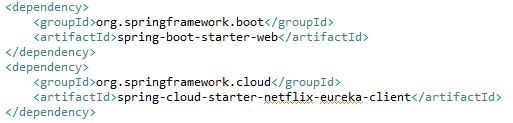 <dependency>
    <groupId>org.springframework.boot</groupId>
    <artifactId>spring-boot-starter-web</artifactId>
</dependency>
<dependency>
    <groupId>org.springframework.cloud</groupId>
    <artifactId>spring-cloud-starter-netflix-eureka-client</artifactId>
</dependency>